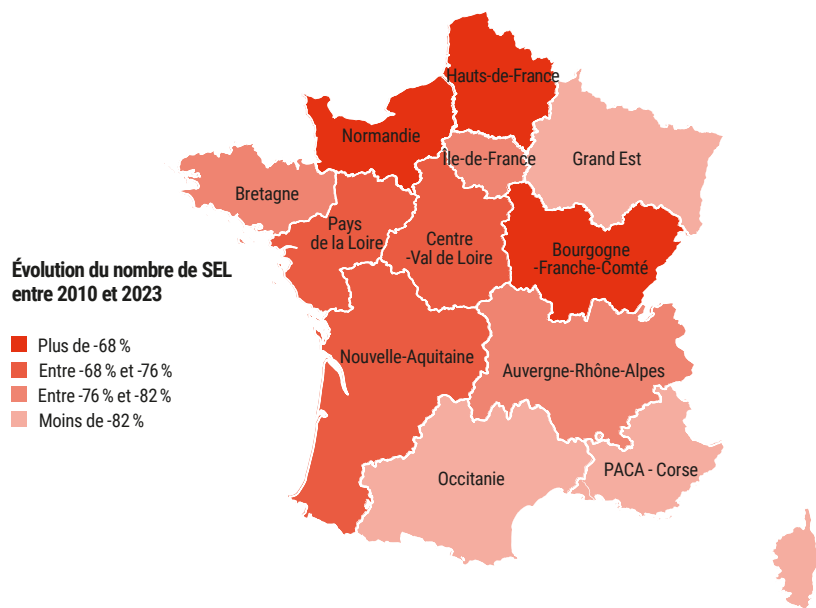 Hauts-de-France
Normandie
Île-de-France
Grand Est
Bretagne
Pays
de la Loire
Centre
-Val de Loire
Bourgogne
-Franche-Comté
Évolution du nombre de SEL
entre 2010 et 2023
Plus de -68 %
Entre -68 % et -76 %
Entre -76 % et -82 %
Moins de -82 %
Nouvelle-Aquitaine
Auvergne-Rhône-Alpes
Occitanie
PACA - Corse